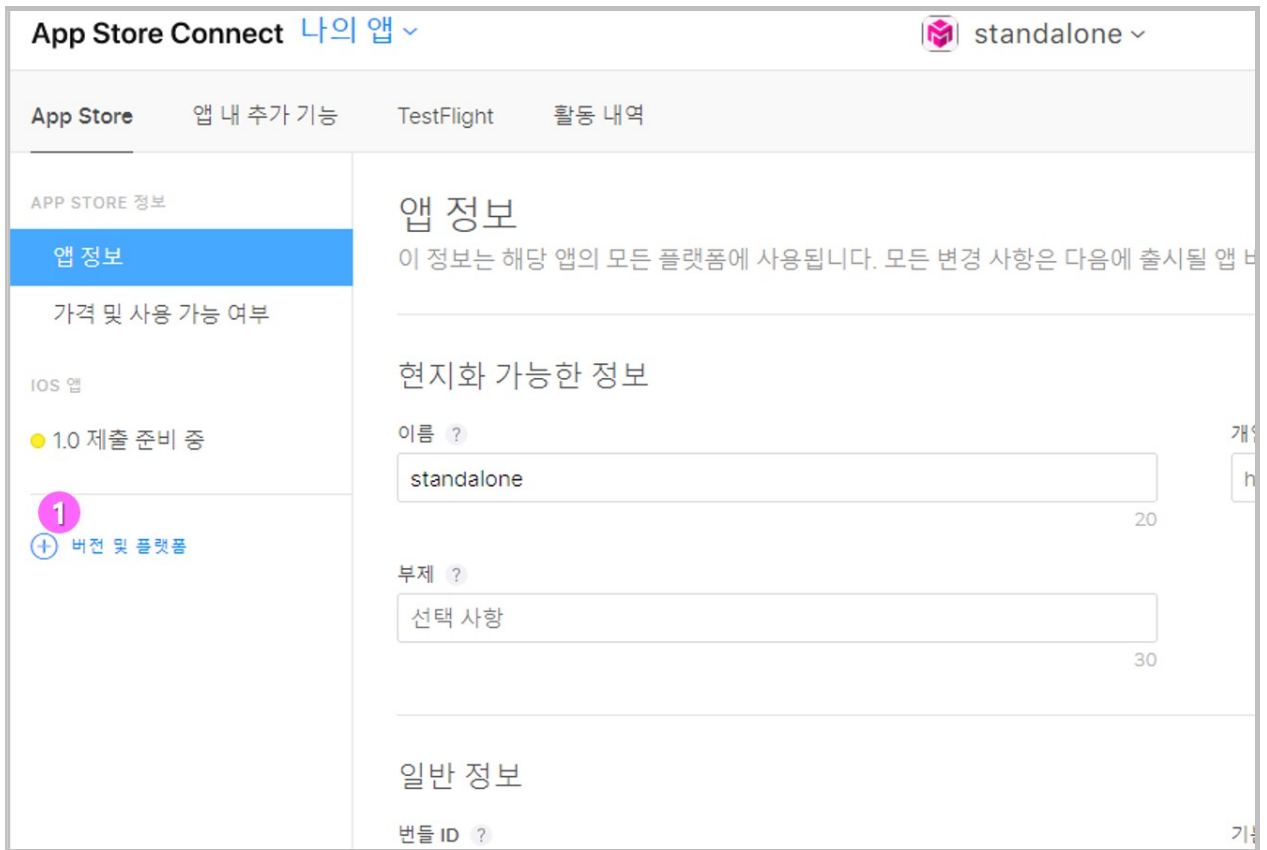 App Store Connect 나의 앱 standalone
App Store 앱 내 추가 기능 TestFlight 활동 내역
APP STORE 정보
앱 정보
가격 및 사용 가능 여부
IOS 앱
1.0 제출 준비 중
1
버전 및 플랫폼
앱 정보
이 정보는 해당 앱의 모든 플랫폼에 사용됩니다. 모든 변경 사항은 다음에 출시될 앱
현지화 가능한 정보
이름 ?
standalone
20
부제 ?
선택 사항
30
일반 정보
번들 ID ?